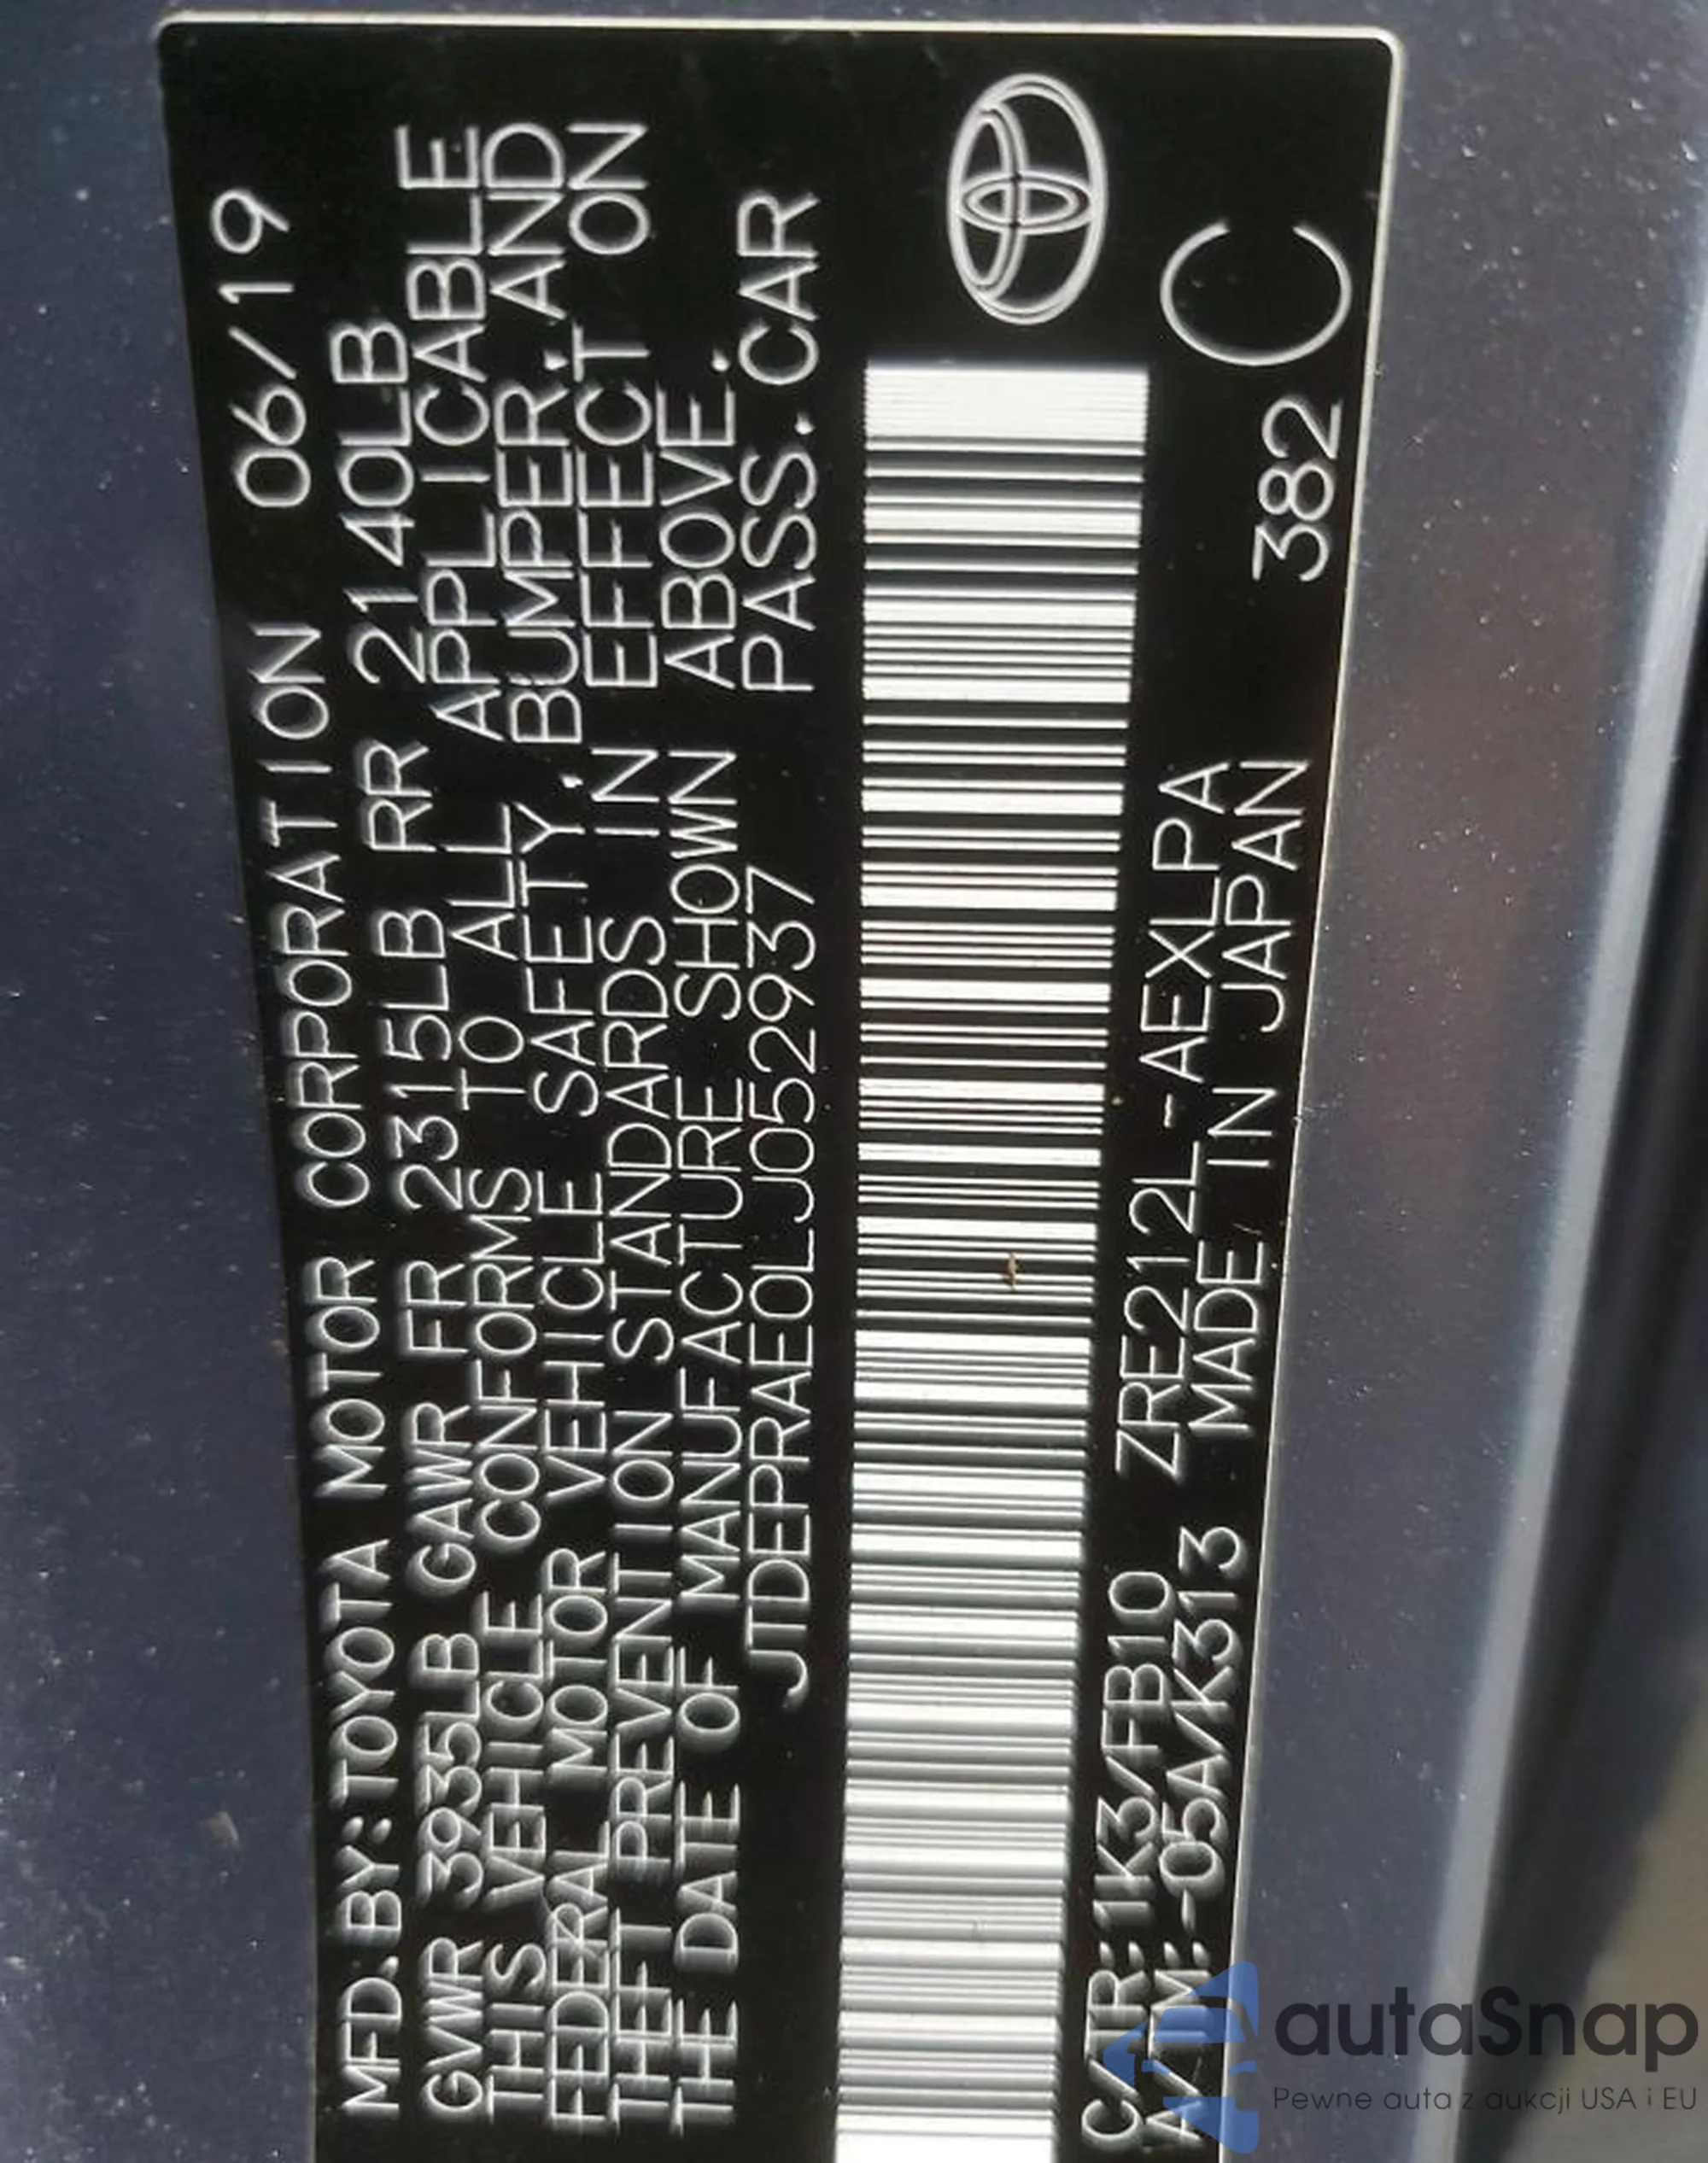 MFD.BY:TOYOTA MOTOR CORPORATION 06/19
GVWR 3935LB GAWR FR 2315LB RR 2140LB
THIS VEHICLE CONFORMS TO ALL APPLICABLE
FEDERAL MOTOR VEHICLE SAFETY, BUMPER, AND
THEFT PREVENTION STANDARDS IN EFFECT ON
THE DATE OF MANUFACTURE SHOWN ABOVE.
JTDEPRAE0LJ052937 PASS. CAR
C/TR:1K3/FB10 ZRE212L-AEXLPA
A/TM:-05A/K313 MADE IN JAPAN
382
C
autaSnap
Pewne auta z aukcji USA i EU